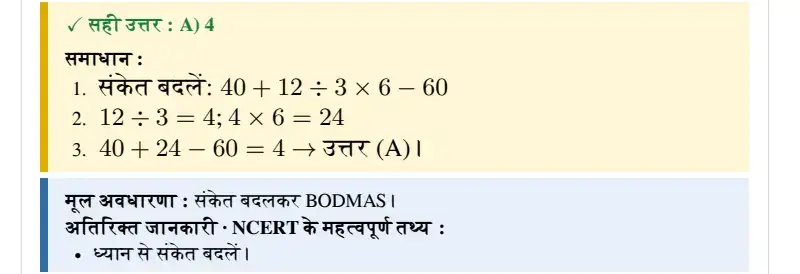 ✓ सही उत्तर : A) 4
समाधान :
1. संकेत बदलें: 40 + 12 ÷ 3 × 6 − 60
2. 12 ÷ 3 = 4; 4 × 6 = 24
3. 40 + 24 − 60 = 4 → उत्तर (A)।
मूल अवधारणा : संकेत बदलकर BODMAS।
अतिरिक्त जानकारी · NCERT के महत्वपूर्ण तथ्य :
• ध्यान से संकेत बदलें।